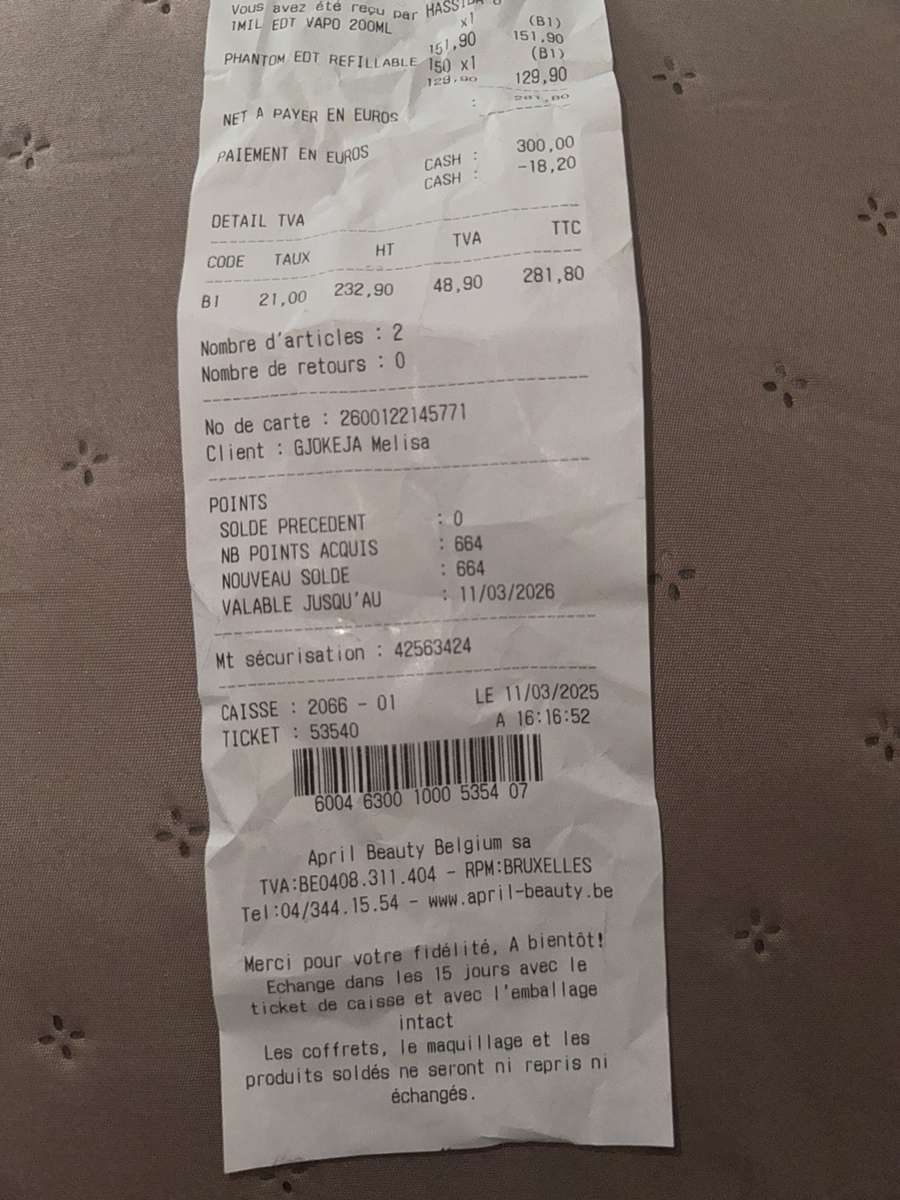 Vous avez été reçu par
1MIL EDT VAPO 200ML x1 (B1)
151,90 151,90
PHANTOM EDT REFILLABLE 150 x1 (B1)
129,90 129,90
NET A PAYER EN EUROS : 281,80
PAIEMENT EN EUROS
CASH : 300,00
CASH : -18,20
DETAIL TVA
CODE TAUX HT TVA TTC
B1 21,00 232,90 48,90 281,80
Nombre d'articles : 2
Nombre de retours : 0
No de carte : 2600122145771
Client : GJOKEJA Melisa
POINTS
SOLDE PRECEDENT : 0
NB POINTS ACQUIS : 664
NOUVEAU SOLDE : 664
VALABLE JUSQU'AU : 11/03/2026
Mt sécurisation : 42563424
CAISSE : 2066 - 01 LE 11/03/2025
TICKET : 53540 A 16:16:52
6004 6300 1000 5354 07
April Beauty Belgium sa
TVA:BE0408.311.404 - RPM:BRUXELLES
Tel:04/344.15.54 - www.april-beauty.be
Merci pour votre fidélité, A bientôt!
Echange dans les 15 jours avec le
ticket de caisse et avec l'emballage
intact
Les coffrets, le maquillage et les
produits soldés ne seront ni repris ni
échangés.